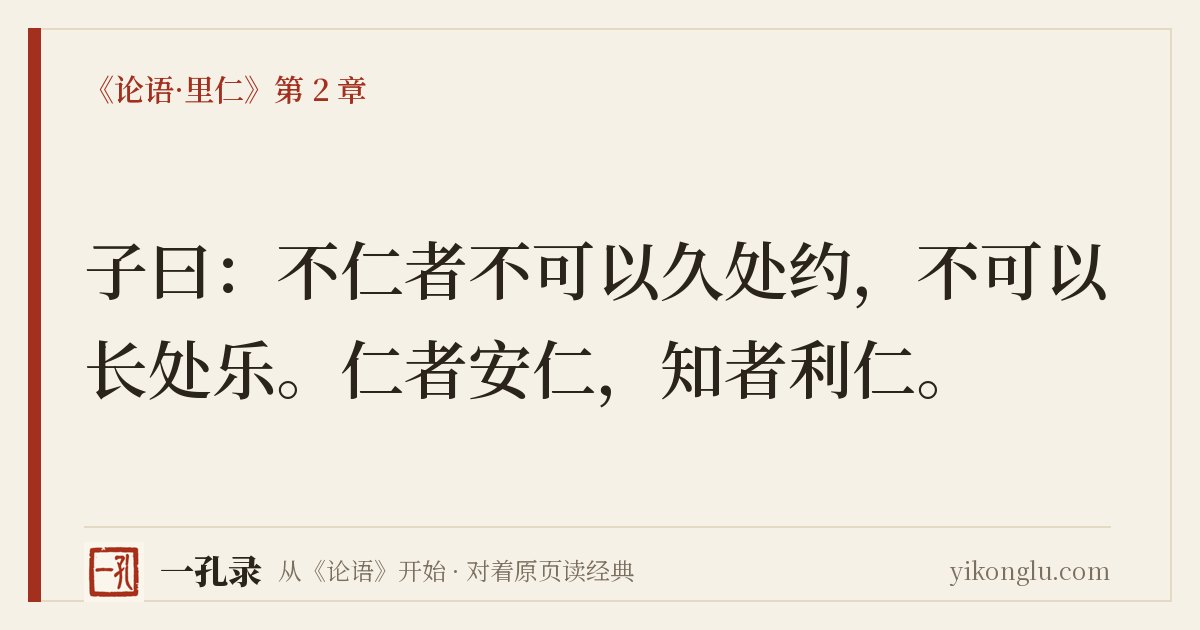 《论语·里仁》第 2 章
子曰：不仁者不可以久处约，不可以
长处乐。仁者安仁，知者利仁。
一孔
一孔录 从《论语》开始 · 对着原页读经典 yikonglu.com